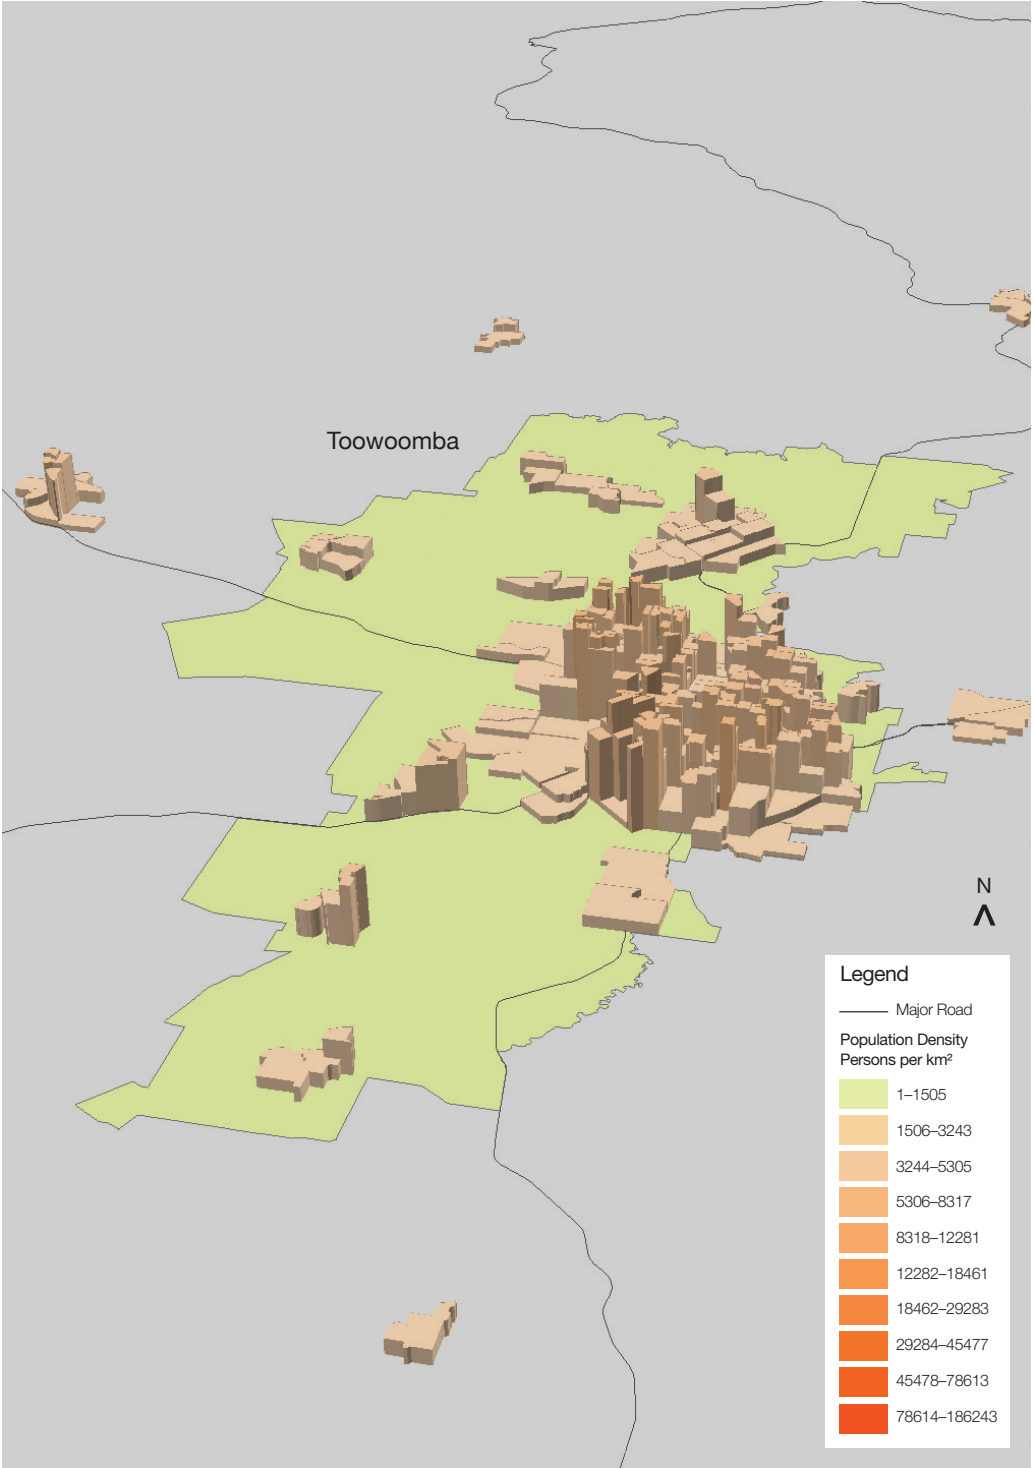 Toowoomba
N
Legend
Major Road
Population Density
Persons per km²
1–1505
1506–3243
3244–5305
5306–8317
8318–12281
12282–18461
18462–29283
29284–45477
45478–78613
78614–186243